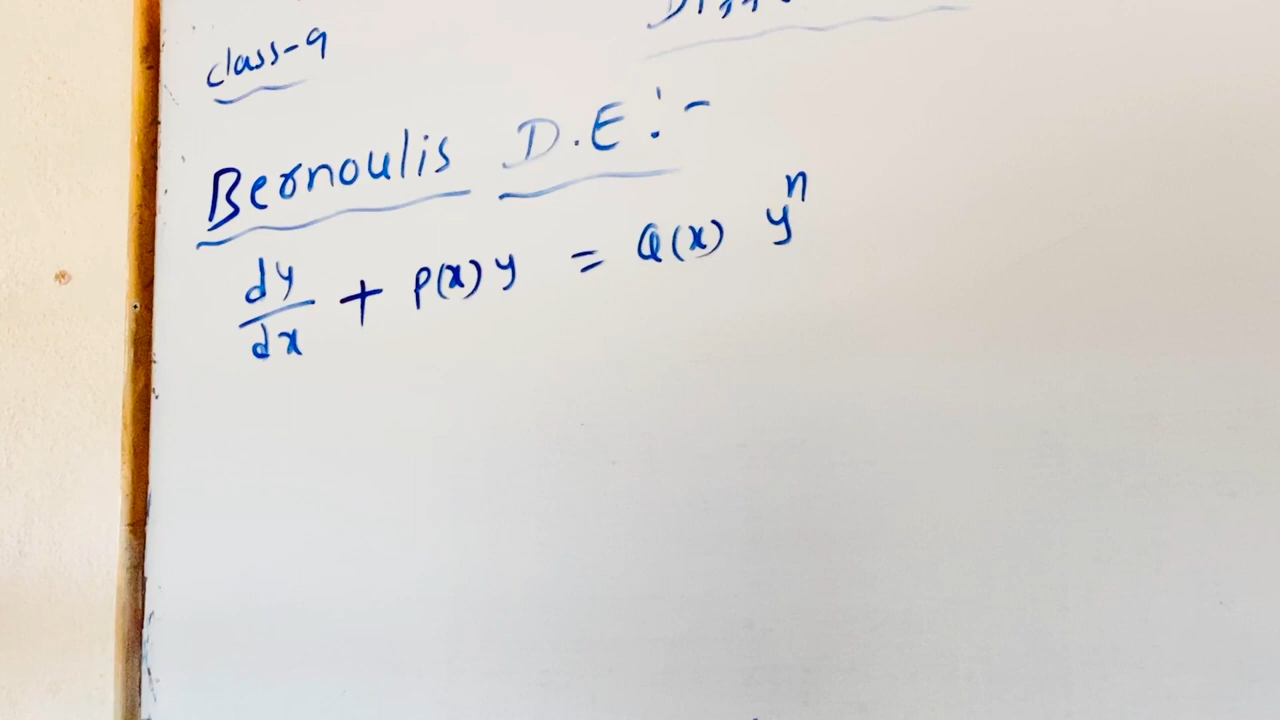 class-9
Bernoulis D.E:-
dy/dx + P(x) y = Q(x) y^n